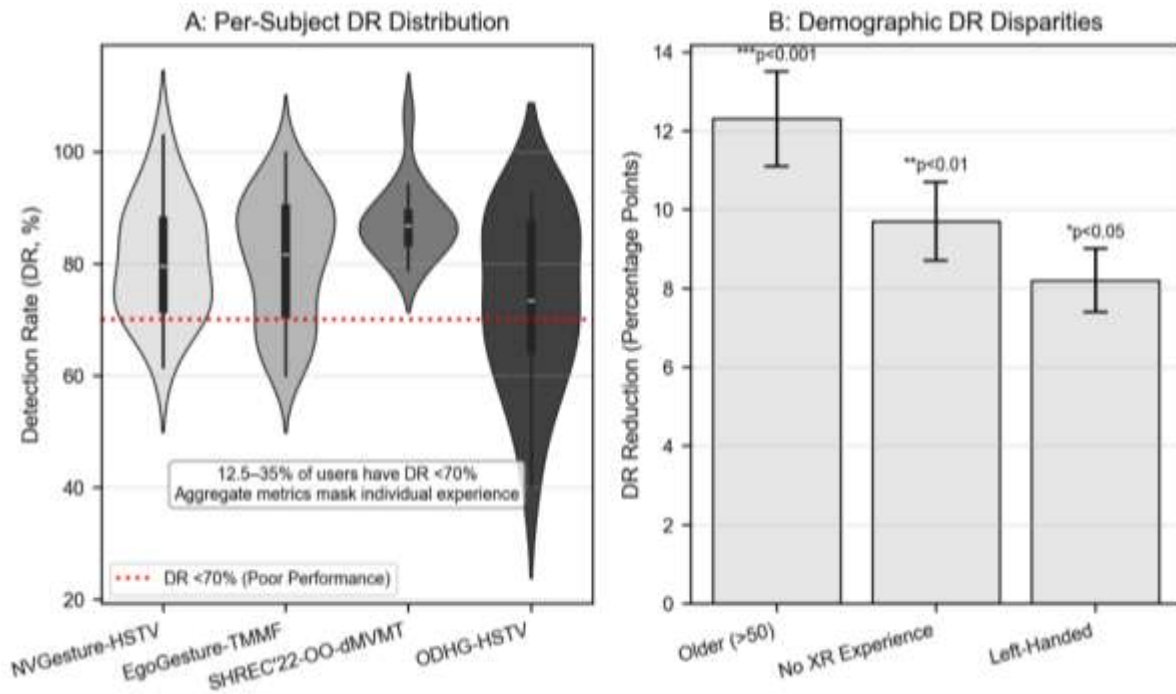 A: Per-Subject DR Distribution
Detection Rate (DR, %)
100
80
60
40
20
12.5–35% of users have DR <70%
Aggregate metrics mask individual experience
DR <70% (Poor Performance)
NVGesture-HSTV
EgoGesture-TMMF
SHREC'22-OO-dMVMT
ODHG-HSTV
B: Demographic DR Disparities
DR Reduction (Percentage Points)
14
12
10
8
6
4
2
0
***p<0.001
**p<0.01
*p<0.05
Older (>50)
No XR Experience
Left-Handed